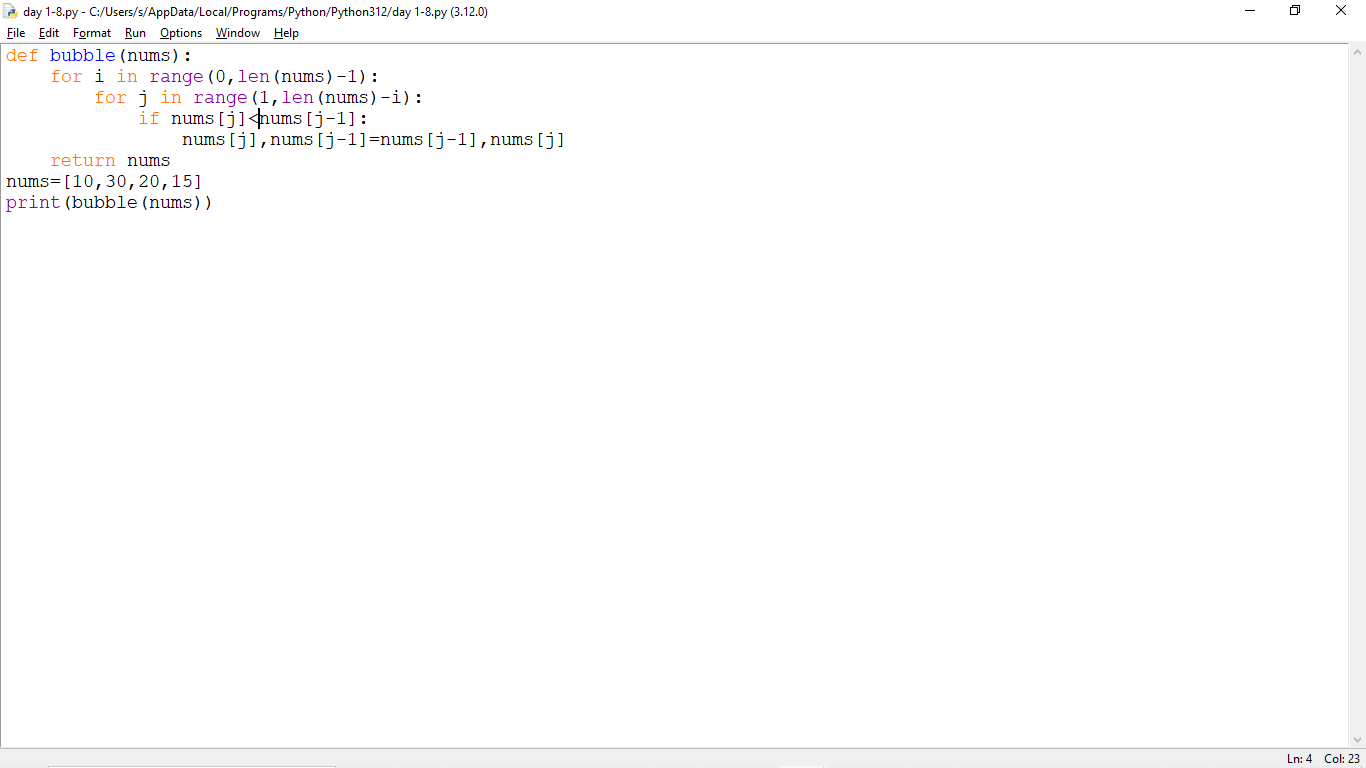 day 1-8.py - C:/Users/s/AppData/Local/Programs/Python/Python312/day 1-8.py (3.12.0)
File Edit Format Run Options Window Help
def bubble(nums):
    for i in range(0,len(nums)-1):
        for j in range(1,len(nums)-i):
            if nums[j]<nums[j-1]:
                nums[j],nums[j-1]=nums[j-1],nums[j]
    return nums
nums=[10,30,20,15]
print(bubble(nums))
Ln: 4 Col: 23